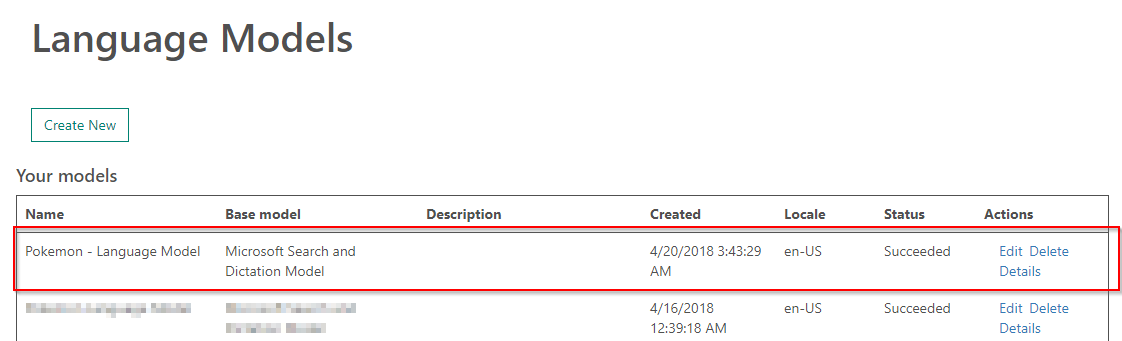 Language Models
Create New
Your models
Name Base model Description Created Locale Status Actions
Pokemon - Language Model Microsoft Search and 4/20/2018 3:43:29 en-US Succeeded Edit Delete
Dictation Model AM Details
4/16/2018 en-US Succeeded Edit Delete
12:39:18 AM Details